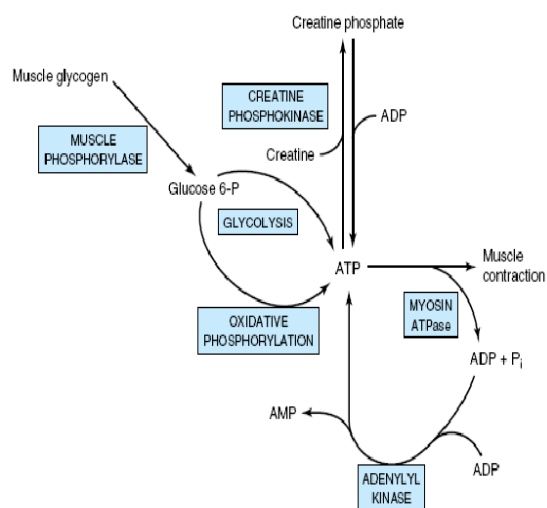 Creatine phosphate
Muscle glycogen
CREATINE
PHOSPHOKINASE
ADP
MUSCLE
PHOSPHORYLASE
Creatine
Glucose 6-P
GLYCOLYSIS
ATP
Muscle
contraction
OXIDATIVE
PHOSPHORYLATION
MYOSIN
ATPase
ADP + Pi
AMP
ADP
ADENYLYL
KINASE